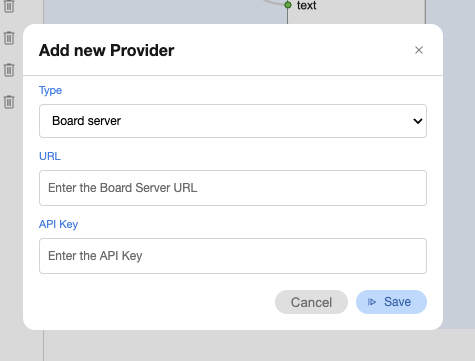 text
Add new Provider
Type
Board server
URL
Enter the Board Server URL
API Key
Enter the API Key
Cancel
Save